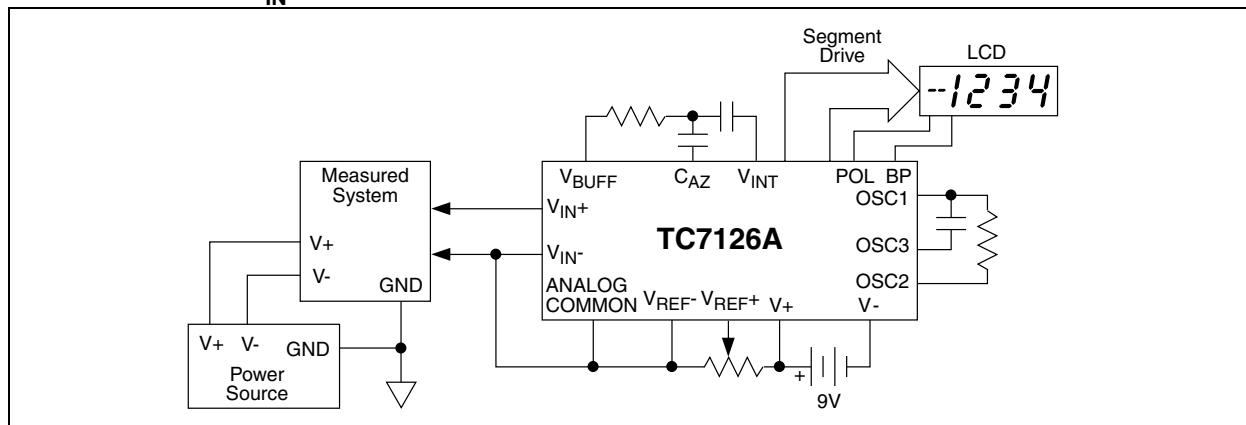 IN
Segment
Drive
LCD
--1234
VBUFF
CAZ
VINT
POL
BP
Measured
System
VIN+
OSC1
TC7126A
V+
VIN-
OSC3
V-
GND
ANALOG
COMMON
VREF-
VREF+
V+
V-
OSC2
V+
V-
GND
Power
Source
+
9V